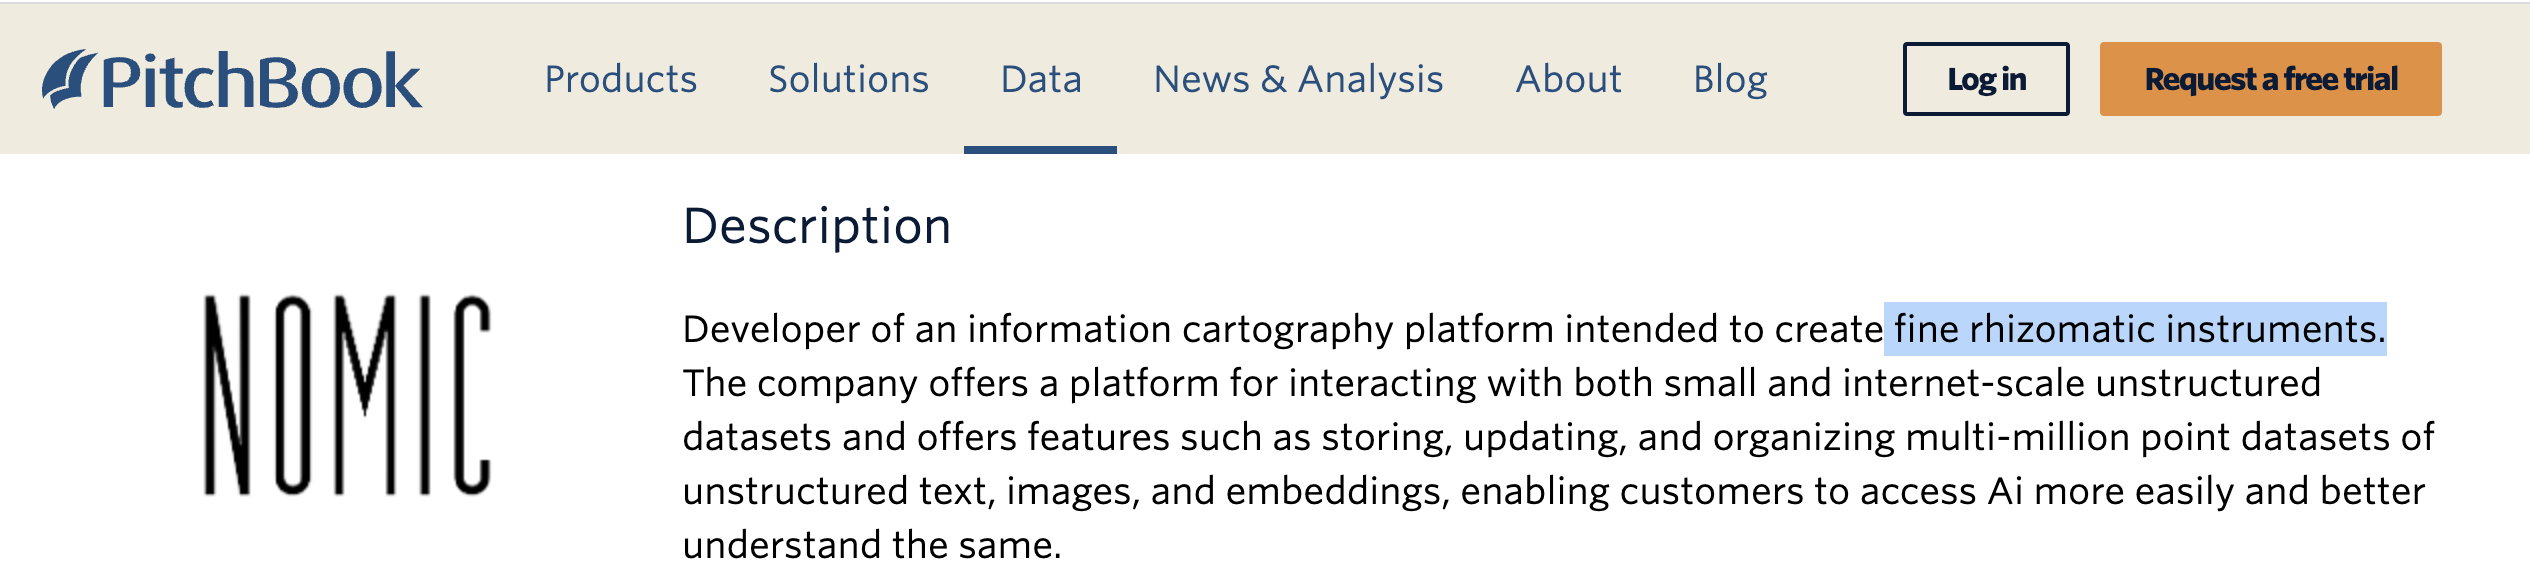 PitchBook Products Solutions Data News & Analysis About Blog Log in Request a free trial
Description
NOMIC
Developer of an information cartography platform intended to create fine rhizomatic instruments.
The company offers a platform for interacting with both small and internet-scale unstructured
datasets and offers features such as storing, updating, and organizing multi-million point datasets of
unstructured text, images, and embeddings, enabling customers to access Ai more easily and better
understand the same.